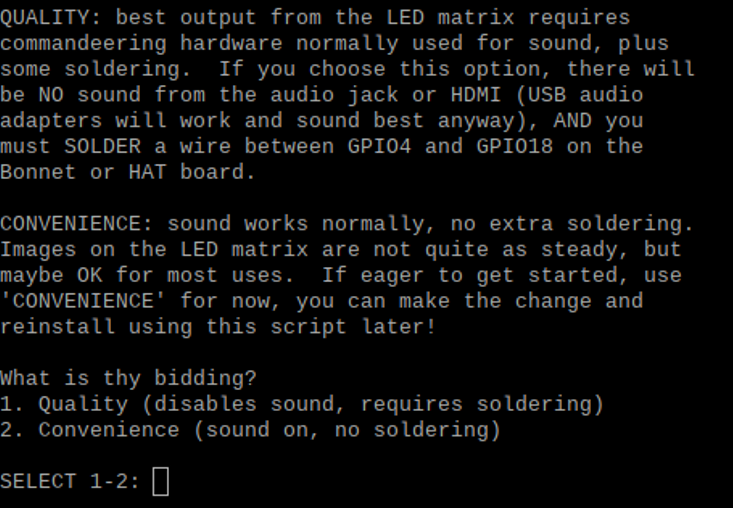 QUALITY: best output from the LED matrix requires
commandeering hardware normally used for sound, plus
some soldering.  If you choose this option, there will
be NO sound from the audio jack or HDMI (USB audio
adapters will work and sound best anyway), AND you
must SOLDER a wire between GPIO4 and GPIO18 on the
Bonnet or HAT board.

CONVENIENCE: sound works normally, no extra soldering.
Images on the LED matrix are not quite as steady, but
maybe OK for most uses.  If eager to get started, use
'CONVENIENCE' for now, you can make the change and
reinstall using this script later!

What is thy bidding?
1. Quality (disables sound, requires soldering)
2. Convenience (sound on, no soldering)

SELECT 1-2: